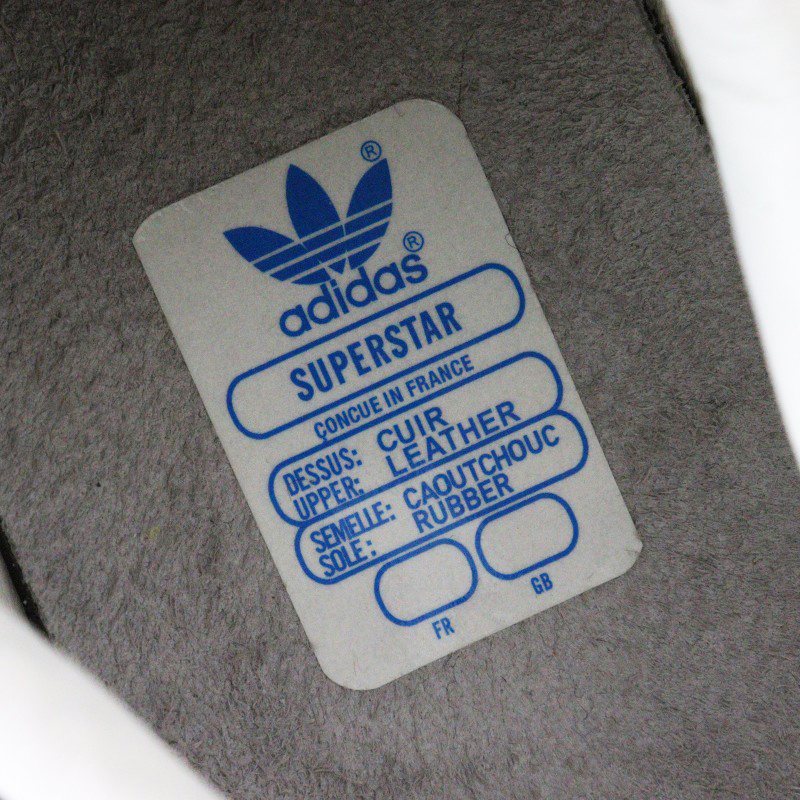 ®
adidas®
SUPERSTAR
ÇONCUE IN FRANCE
DESSUS: CUIR
UPPER: LEATHER
SEMELLE: CAOUTCHOUC
SOLE: RUBBER
FR GB